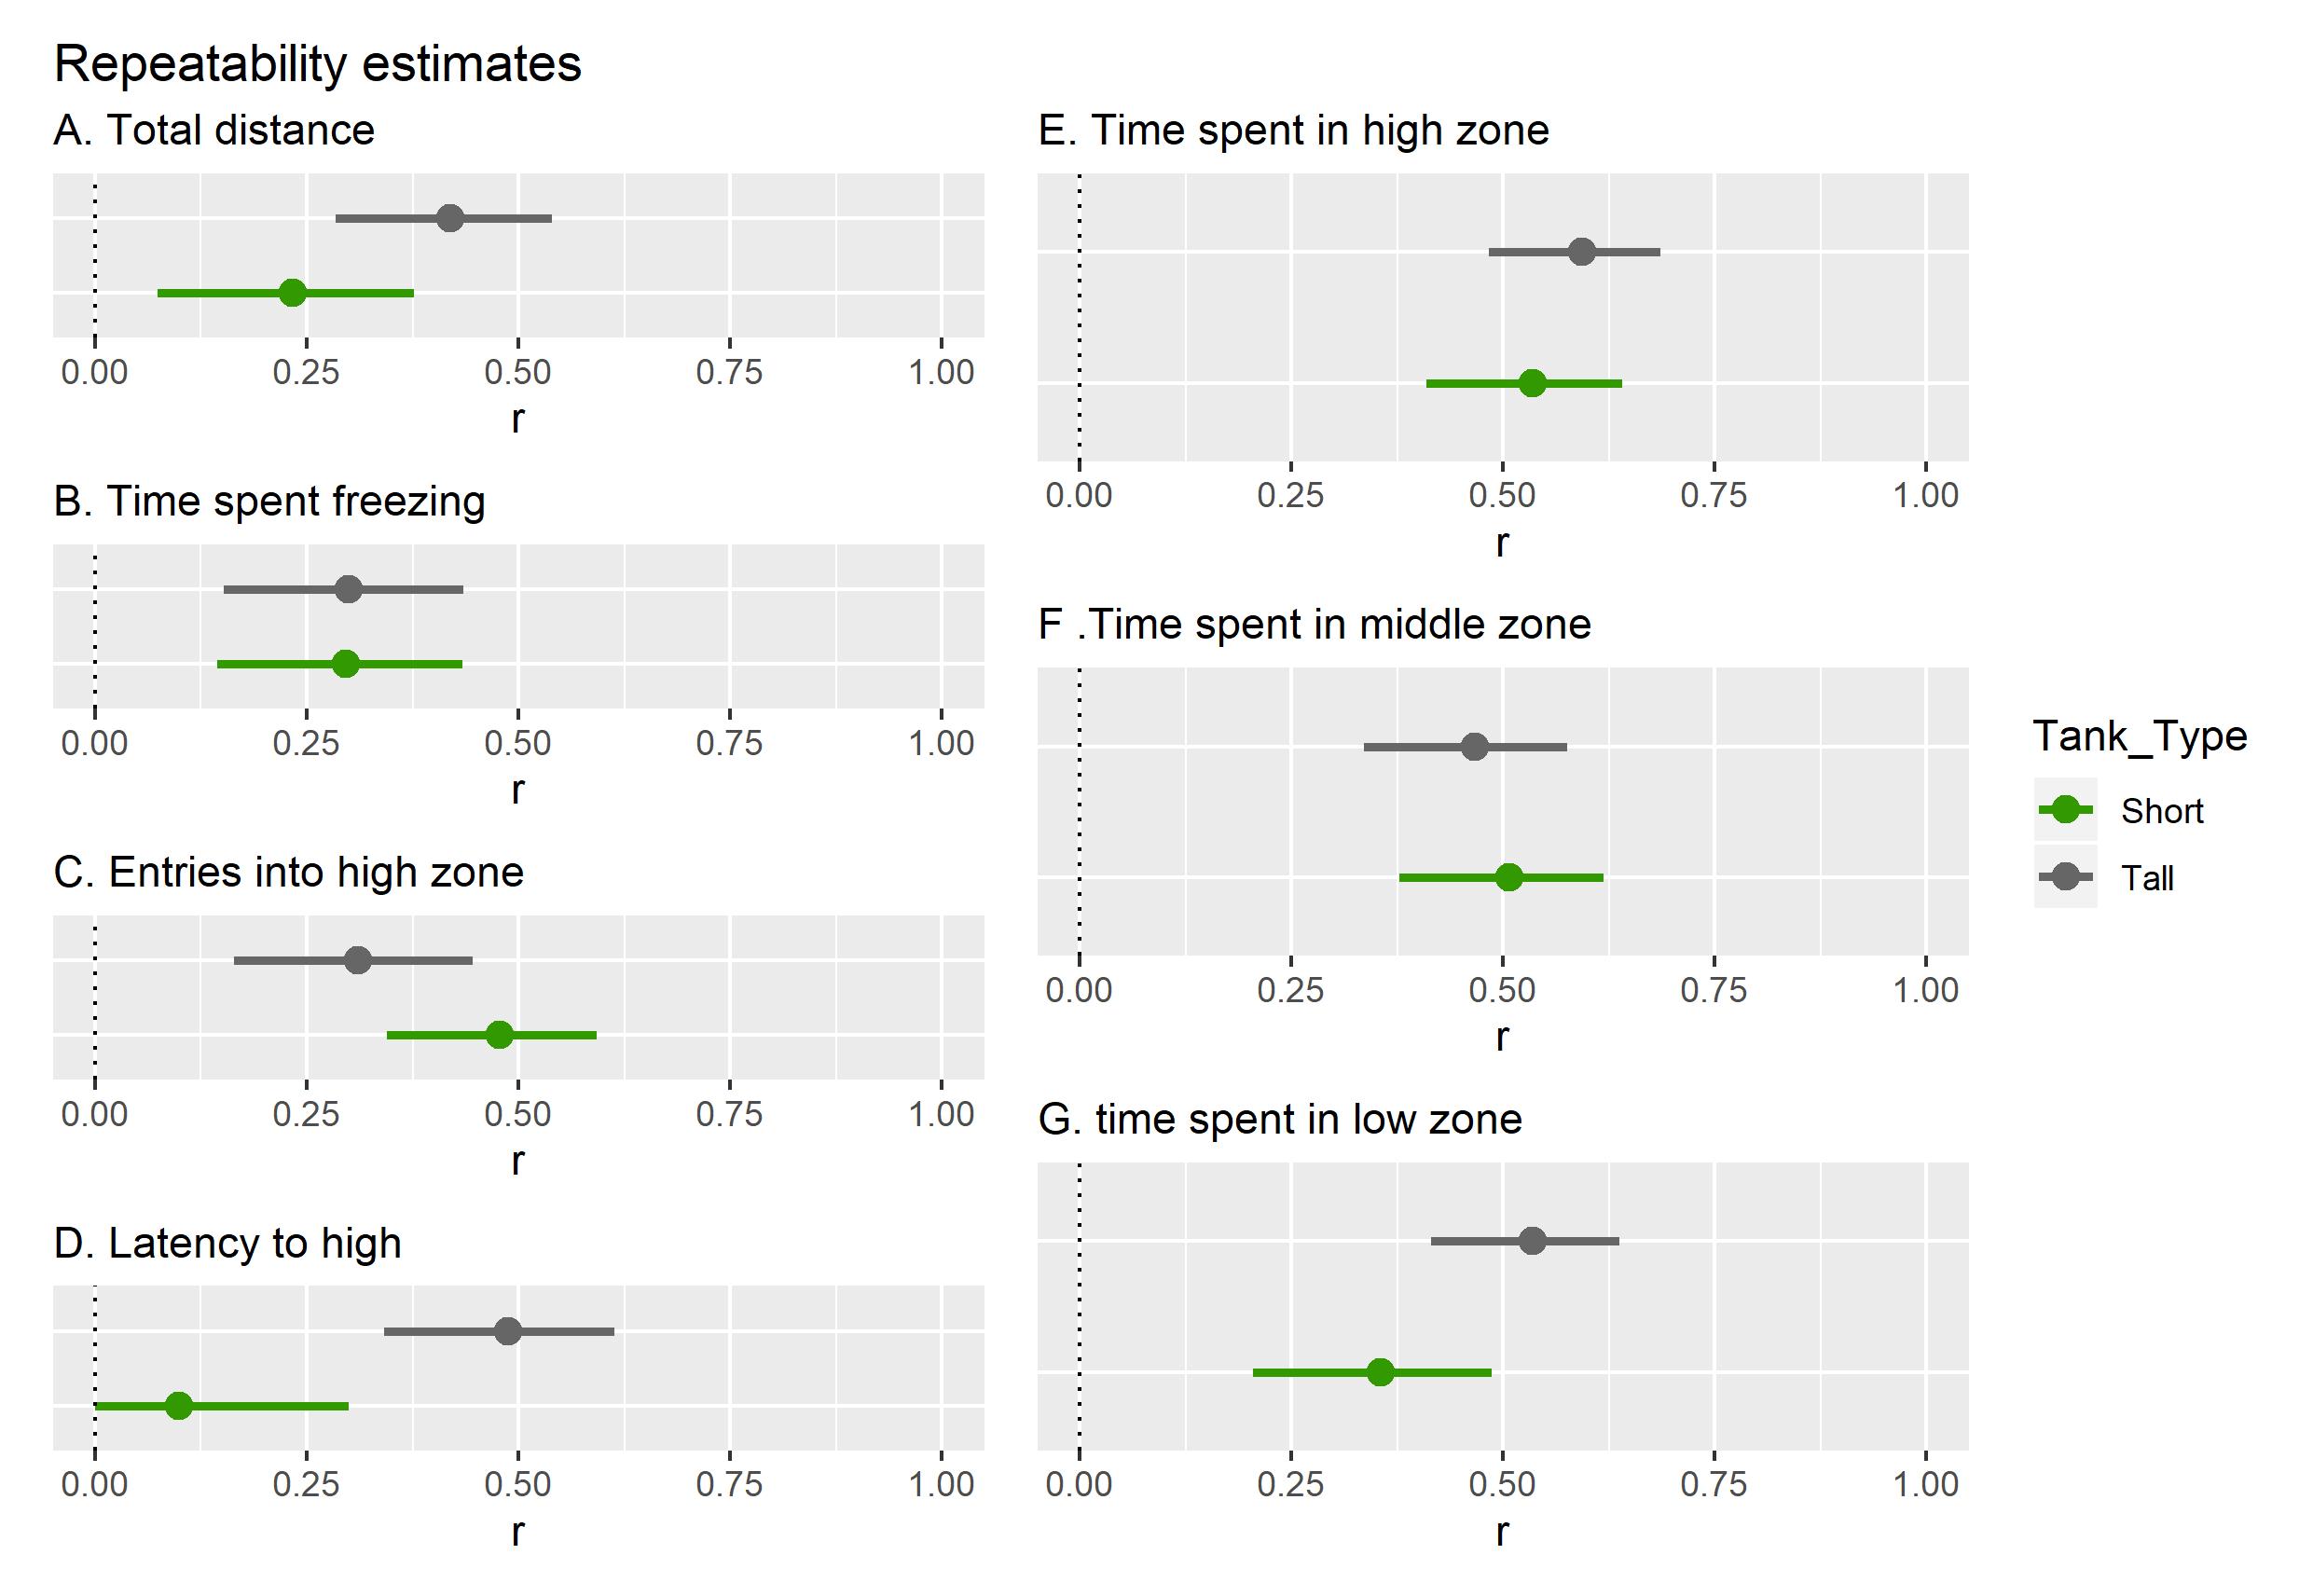 Repeatability estimates
A. Total distance
0.00 0.25 0.50 0.75 1.00
r
B. Time spent freezing
0.00 0.25 0.50 0.75 1.00
r
C. Entries into high zone
0.00 0.25 0.50 0.75 1.00
r
D. Latency to high
0.00 0.25 0.50 0.75 1.00
r
E. Time spent in high zone
0.00 0.25 0.50 0.75 1.00
r
F .Time spent in middle zone
0.00 0.25 0.50 0.75 1.00
r
G. time spent in low zone
0.00 0.25 0.50 0.75 1.00
r
Tank_Type
Short
Tall